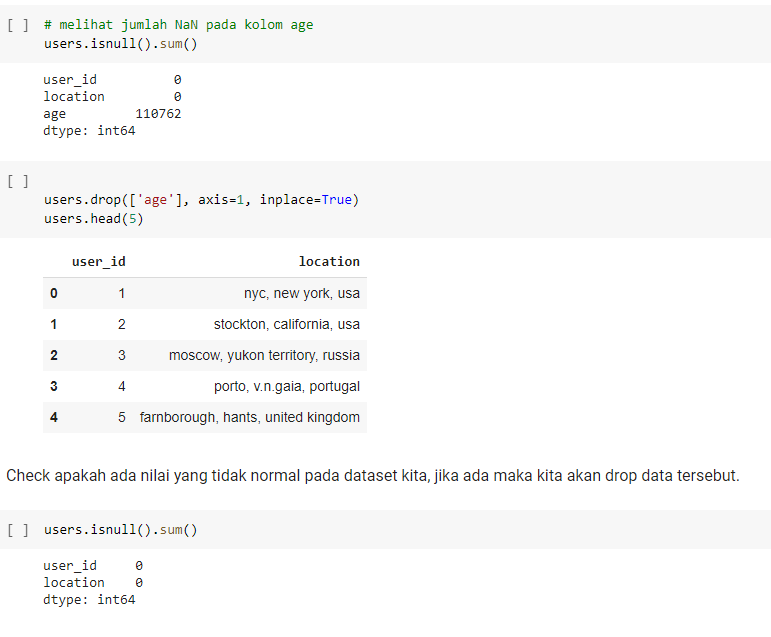 [ ] # melihat jumlah NaN pada kolom age
users.isnull().sum()
user_id 0
location 0
age 110762
dtype: int64
[ ]
users.drop(['age'], axis=1, inplace=True)
users.head(5)
user_id location
0 1 nyc, new york, usa
1 2 stockton, california, usa
2 3 moscow, yukon territory, russia
3 4 porto, v.n.gaia, portugal
4 5 farnborough, hants, united kingdom
Check apakah ada nilai yang tidak normal pada dataset kita, jika ada maka kita akan drop data tersebut.
[ ] users.isnull().sum()
user_id 0
location 0
dtype: int64